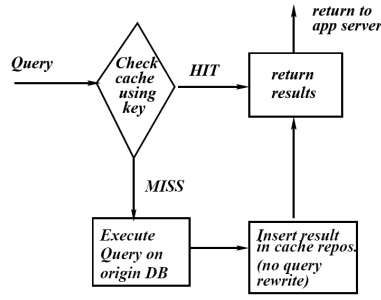 return to
app server
Query
Check
cache
using
key
HIT
return
results
MISS
Execute
Query on
origin DB
Insert result
in cache repos.
(no query
rewrite)